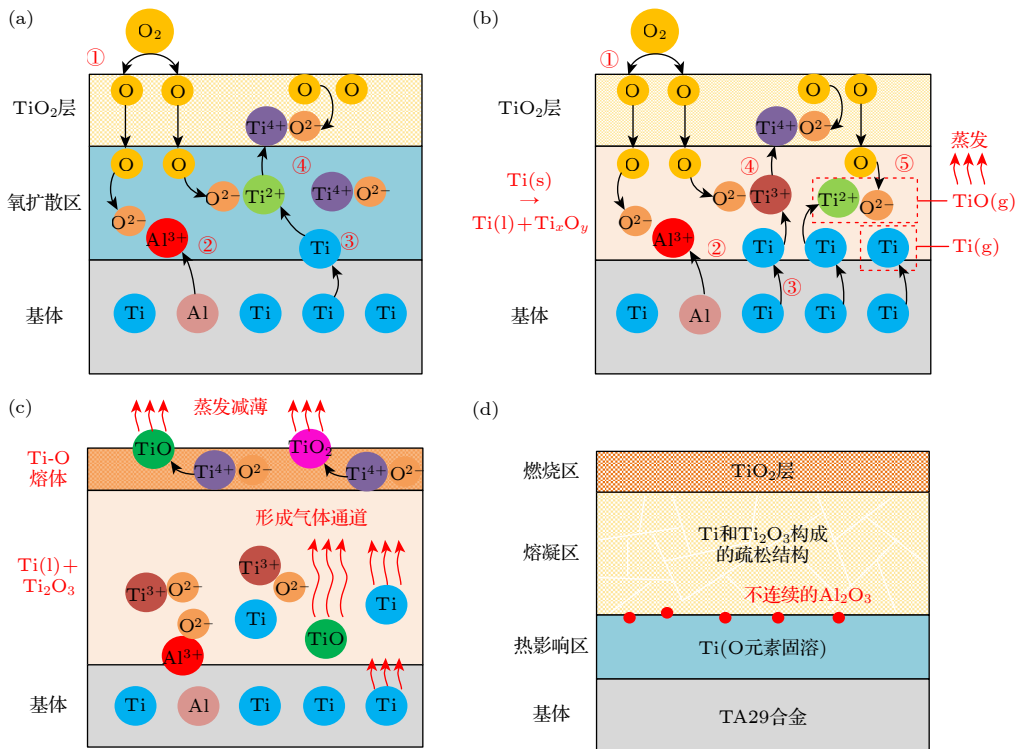 (a)
O₂
①
O O O O
TiO₂层
Ti⁴⁺ O²⁻
O O ④
氧扩散区
O²⁻ Ti²⁺ Ti⁴⁺ O²⁻
O²⁻
Al³⁺ ② Ti ③
基体
Ti Al Ti Ti Ti
(b)
O₂
①
O O O O
TiO₂层
Ti⁴⁺ O²⁻
O O ④ O ⑤
蒸发
Ti(s)
→
Ti(l)+TiₓOᵧ
O²⁻ Ti³⁺ Ti²⁺ O²⁻
TiO(g)
O²⁻
Al³⁺ ② Ti Ti Ti
Ti(g)
③
基体
Ti Al Ti Ti Ti
(c)
蒸发减薄
TiO TiO₂
Ti-O
熔体
Ti⁴⁺ O²⁻ Ti⁴⁺ O²⁻
形成气体通道
Ti(l)+
Ti₂O₃
Ti³⁺
Ti³⁺ O²⁻ O²⁻ Ti
O²⁻ Ti
TiO
Al³⁺
基体
Ti Al Ti Ti Ti
(d)
燃烧区
TiO₂层
熔凝区
Ti和Ti₂O₃构成
的疏松结构
不连续的Al₂O₃
热影响区
Ti(O元素固溶)
基体
TA29合金